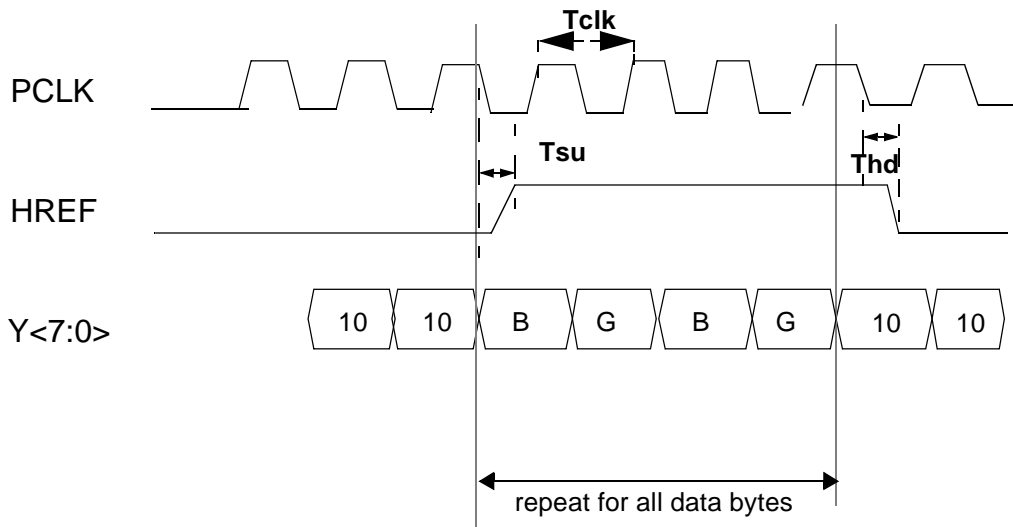 Tclk
PCLK
Tsu
Thd
HREF
Y<7:0>
10 10 B G B G 10 10
repeat for all data bytes